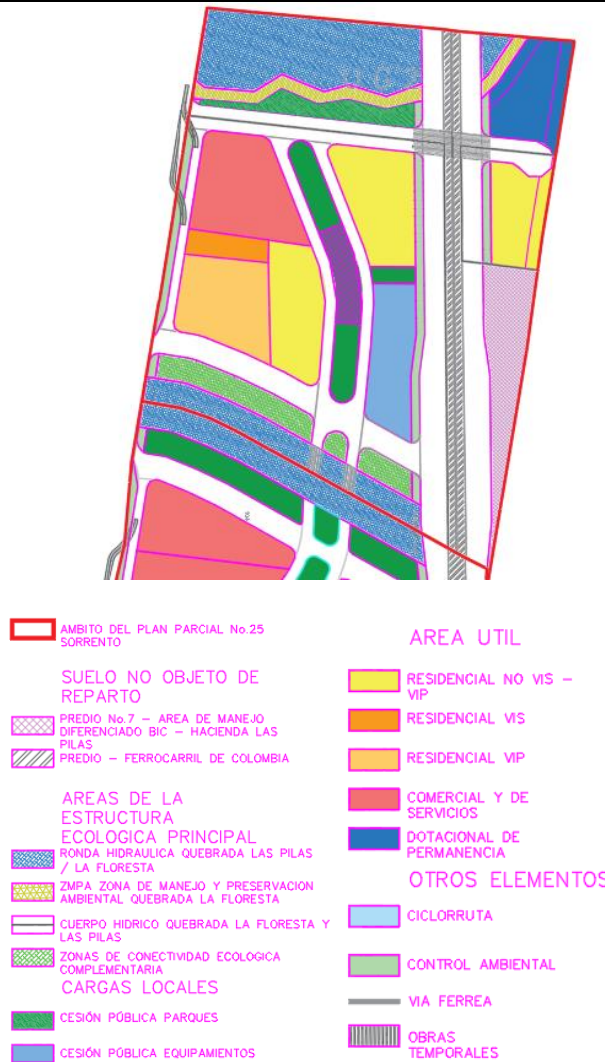 AMBITO DEL PLAN PARCIAL No.25
SORRENTO
SUELO NO OBJETO DE
REPARTO
PREDIO No.7 – AREA DE MANEJO
DIFERENCIADO BIC – HACIENDA LAS
PILAS
PREDIO – FERROCARRIL DE COLOMBIA
AREAS DE LA
ESTRUCTURA
ECOLOGICA PRINCIPAL
RONDA HIDRAULICA QUEBRADA LAS PILAS
/ LA FLORESTA
ZMPA ZONA DE MANEJO Y PRESERVACION
AMBIENTAL QUEBRADA LA FLORESTA
CUERPO HIDRICO QUEBRADA LA FLORESTA Y
LAS PILAS
ZONAS DE CONECTIVIDAD ECOLOGICA
COMPLEMENTARIA
CARGAS LOCALES
CESIÓN PÚBLICA PARQUES
CESIÓN PÚBLICA EQUIPAMIENTOS
AREA UTIL
RESIDENCIAL NO VIS –
VIP
RESIDENCIAL VIS
RESIDENCIAL VIP
COMERCIAL Y DE
SERVICIOS
DOTACIONAL DE
PERMANENCIA
OTROS ELEMENTOS
CICLORRUTA
CONTROL AMBIENTAL
VIA FERREA
OBRAS
TEMPORALES